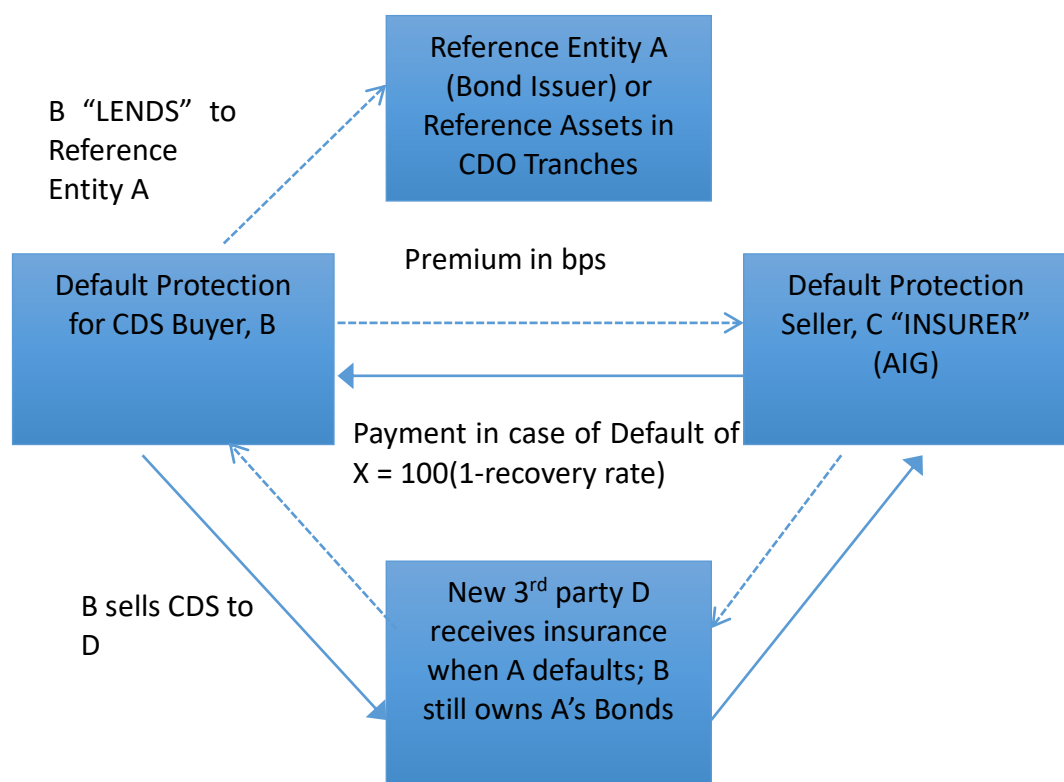 Reference Entity A
(Bond Issuer) or
Reference Assets in
CDO Tranches
B “LENDS” to
Reference
Entity A
Premium in bps
Default Protection
for CDS Buyer, B
Default Protection
Seller, C “INSURER”
(AIG)
Payment in case of Default of
X = 100(1-recovery rate)
B sells CDS to
D
New 3rd party D
receives insurance
when A defaults; B
still owns A’s Bonds